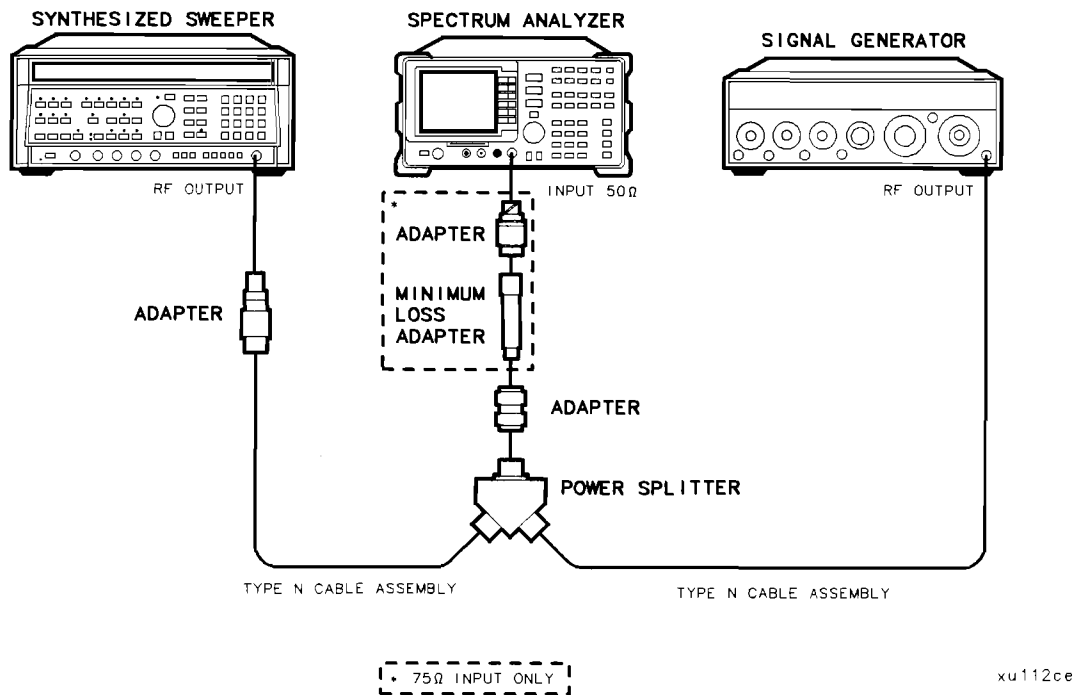 SYNTHESIZED SWEEPER
SPECTRUM ANALYZER
SIGNAL GENERATOR
RF OUTPUT
INPUT 50Ω
RF OUTPUT
*
ADAPTER
MINIMUM
LOSS
ADAPTER
ADAPTER
ADAPTER
POWER SPLITTER
TYPE N CABLE ASSEMBLY
TYPE N CABLE ASSEMBLY
* 75Ω INPUT ONLY
xu112ce